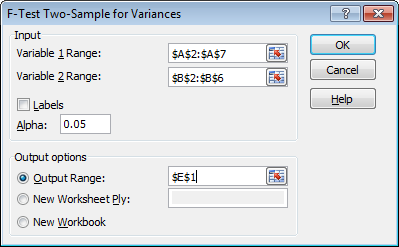 F-Test Two-Sample for Variances
Input
Variable 1 Range: $A$2:$A$7
Variable 2 Range: $B$2:$B$6
Labels
Alpha: 0.05
Output options
Output Range: $E$1
New Worksheet Ply:
New Workbook
OK
Cancel
Help